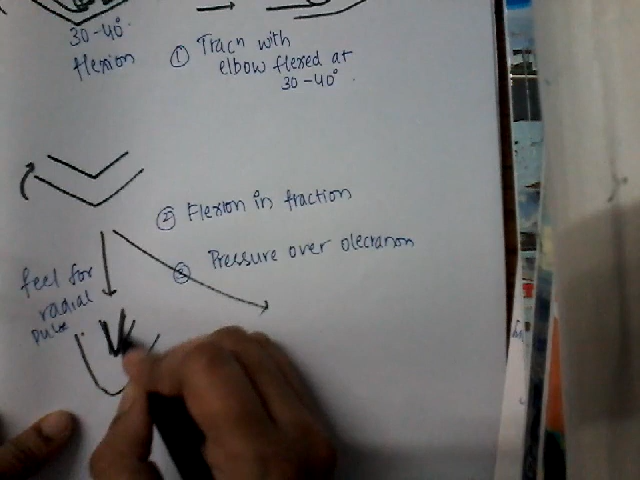 30-40°
flexion
① Tracn with
elbow flexed at
30-40°.
② Flexion in fraction
③ Pressure over olecranon
feel for
radial
pulse